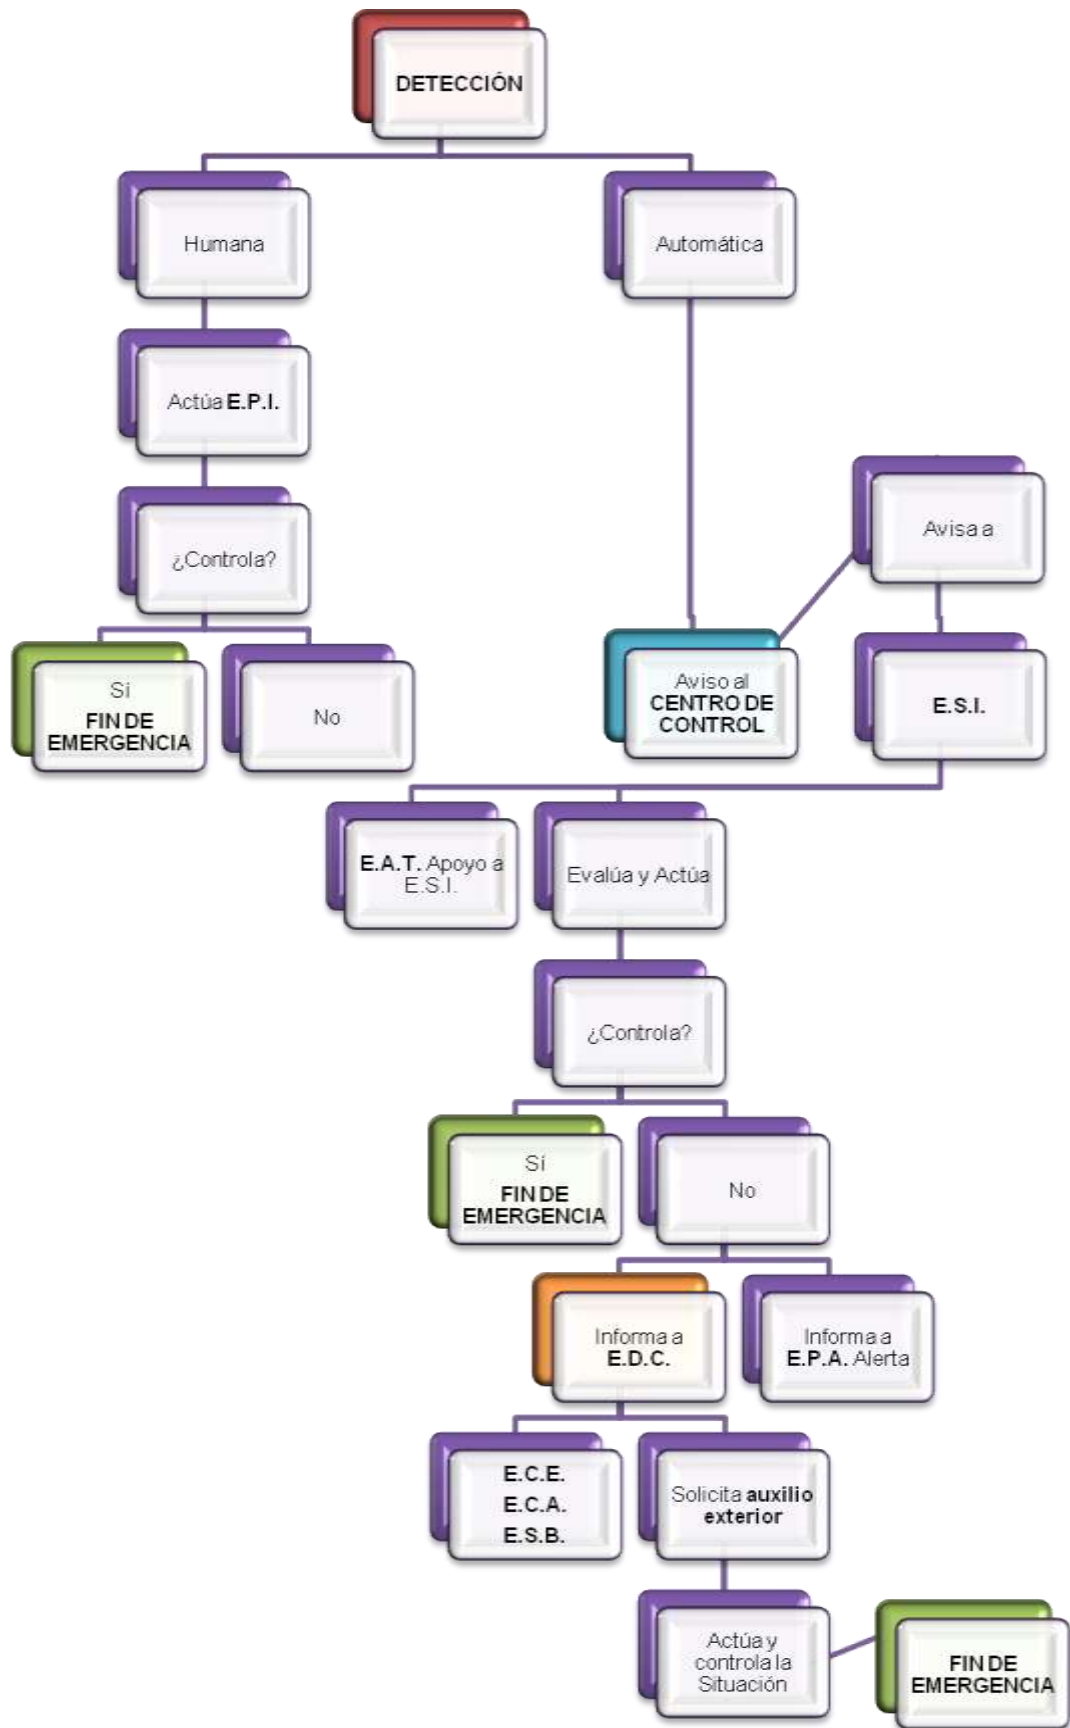 DETECCIÓN
Humana
Automática
Actúa E.P.I.
Avisa a
¿Controla?
Si
FIN DE
EMERGENCIA
No
Aviso al
CENTRO DE
CONTROL
E.S.I.
E.A.T. Apoyo a
E.S.I.
Evalúa y Actúa
¿Controla?
Sí
FIN DE
EMERGENCIA
No
Informa a
E.D.C.
Informa a
E.P.A. Alerta
E.C.E.
E.C.A.
E.S.B.
Solicita auxilio
exterior
Actúa y
controla la
Situación
FIN DE
EMERGENCIA